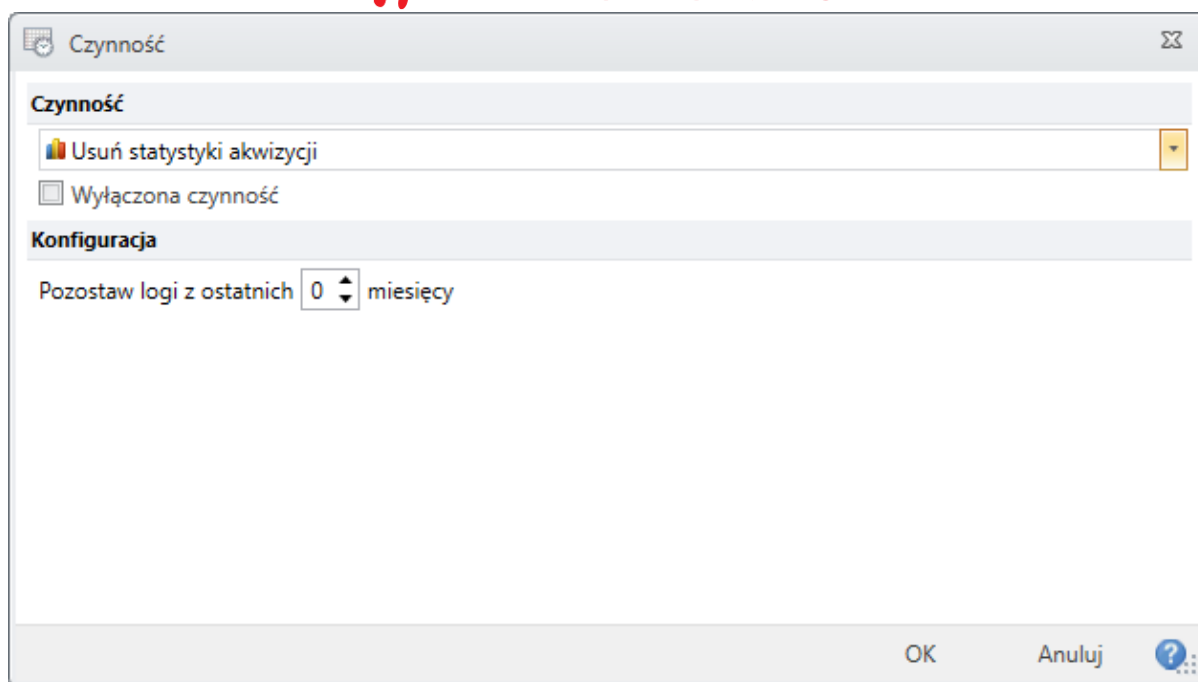 Czynność
Czynność
Usuń statystyki akwizycji
Wyłączona czynność
Konfiguracja
Pozostaw logi z ostatnich 0 miesięcy
OK Anuluj ?